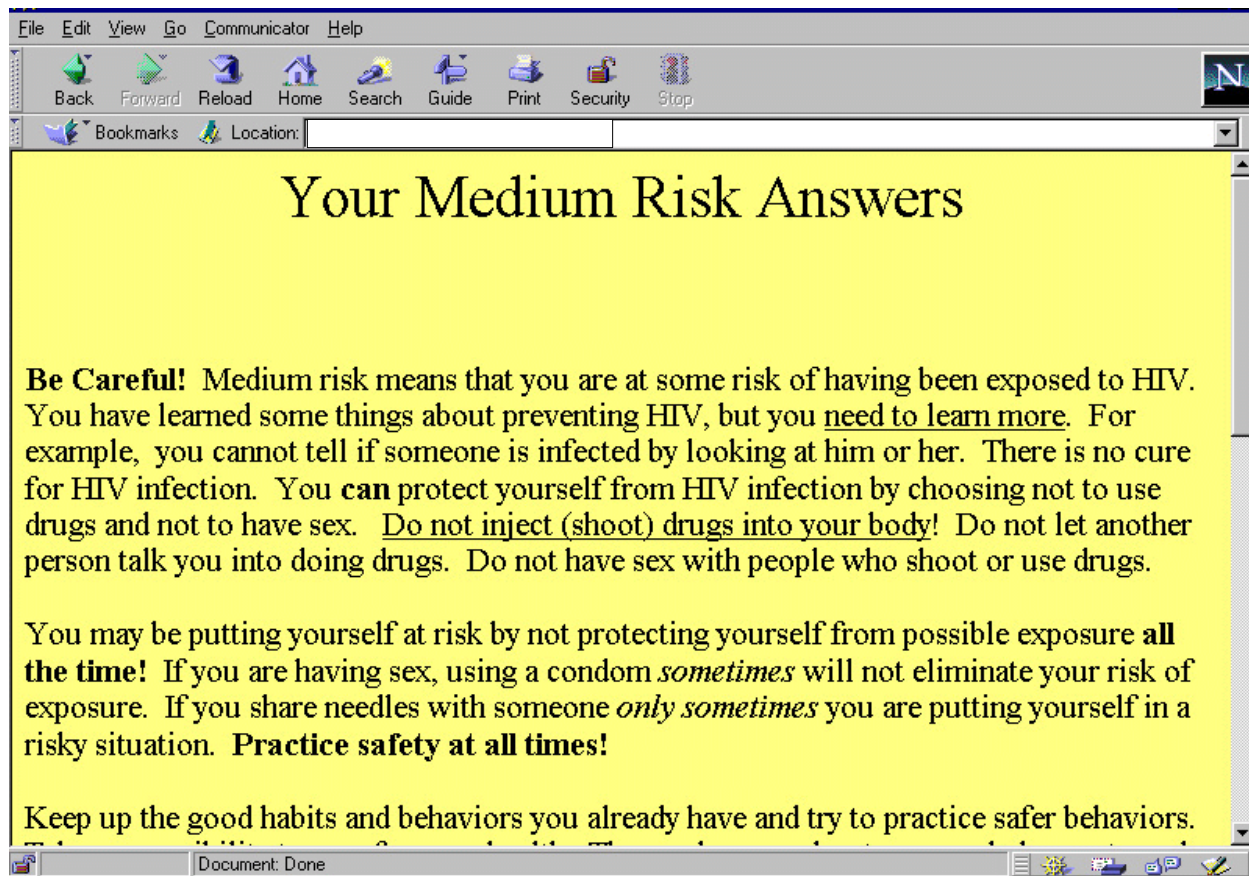 File Edit View Go Communicator Help
Back Forward Reload Home Search Guide Print Security Stop
N
Bookmarks Location:
Your Medium Risk Answers
Be Careful! Medium risk means that you are at some risk of having been exposed to HIV.
You have learned some things about preventing HIV, but you need to learn more. For
example, you cannot tell if someone is infected by looking at him or her. There is no cure
for HIV infection. You can protect yourself from HIV infection by choosing not to use
drugs and not to have sex. Do not inject (shoot) drugs into your body! Do not let another
person talk you into doing drugs. Do not have sex with people who shoot or use drugs.
You may be putting yourself at risk by not protecting yourself from possible exposure all
the time! If you are having sex, using a condom sometimes will not eliminate your risk of
exposure. If you share needles with someone only sometimes you are putting yourself in a
risky situation. Practice safety at all times!
Keep up the good habits and behaviors you already have and try to practice safer behaviors.
Document: Done